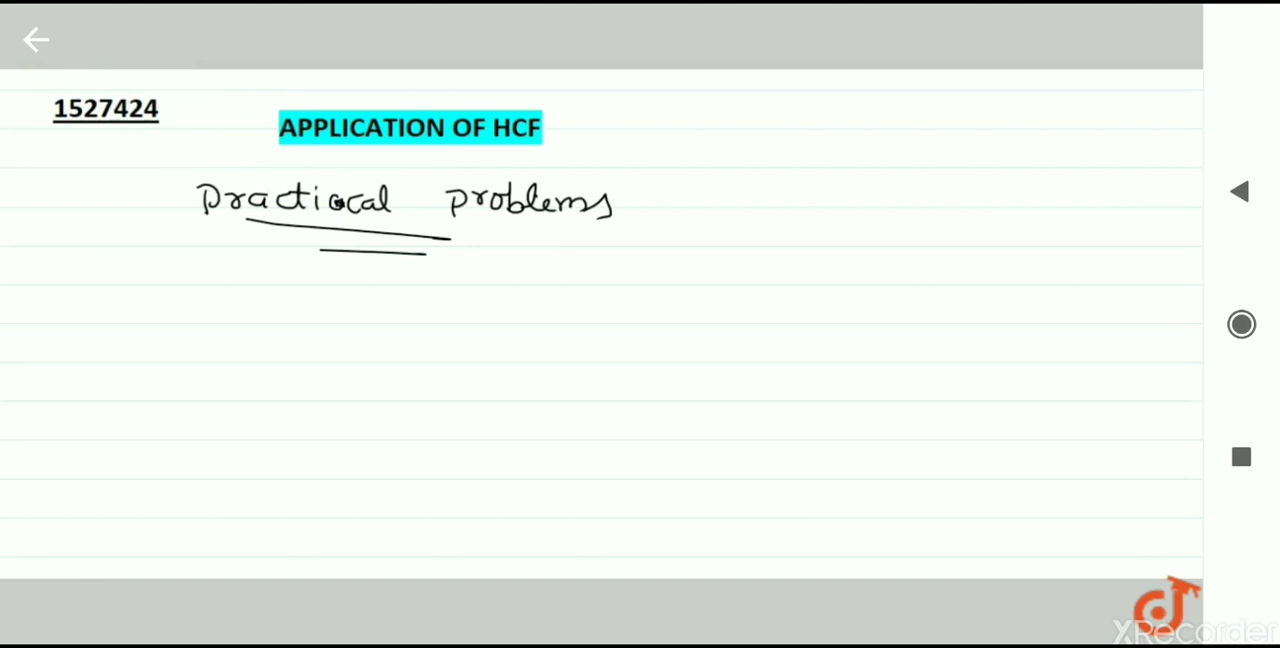 1527424
APPLICATION OF HCF
Practical problems
XRecorder